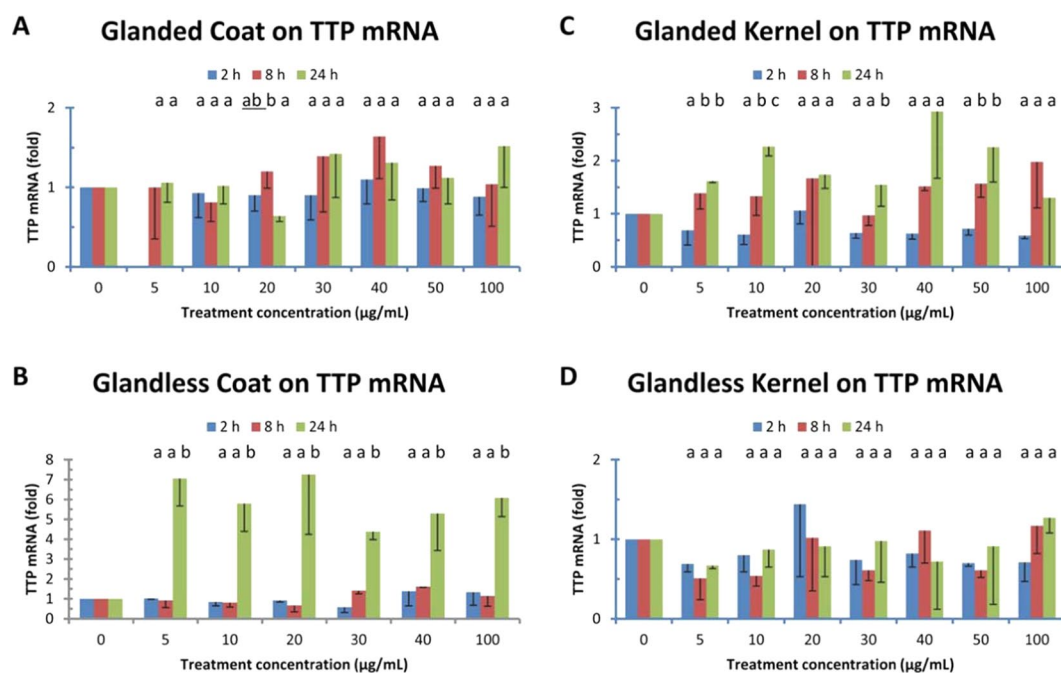 A
Glanded Coat on TTP mRNA
2 h 8 h 24 h
a a a a a ab b a a a a a a a a a a a a a
2
1
0
TTP mRNA (fold)
0 5 10 20 30 40 50 100
Treatment concentration (µg/mL)
C
Glanded Kernel on TTP mRNA
2 h 8 h 24 h
a b b a b c a a a a a b a a a a b b a a a
3
2
1
0
TTP mRNA (fold)
0 5 10 20 30 40 50 100
Treatment concentration (µg/mL)
B
Glandless Coat on TTP mRNA
2 h 8 h 24 h
a a b a a b a a b a a b a a b a a b
8
7
6
5
4
3
2
1
0
TTP mRNA (fold)
0 5 10 20 30 40 100
Treatment concentration (µg/mL)
D
Glandless Kernel on TTP mRNA
2 h 8 h 24 h
a a a a a a a a a a a a a a a a a a a a a
2
1
0
TTP mRNA (fold)
0 5 10 20 30 40 50 100
Treatment concentration (µg/mL)